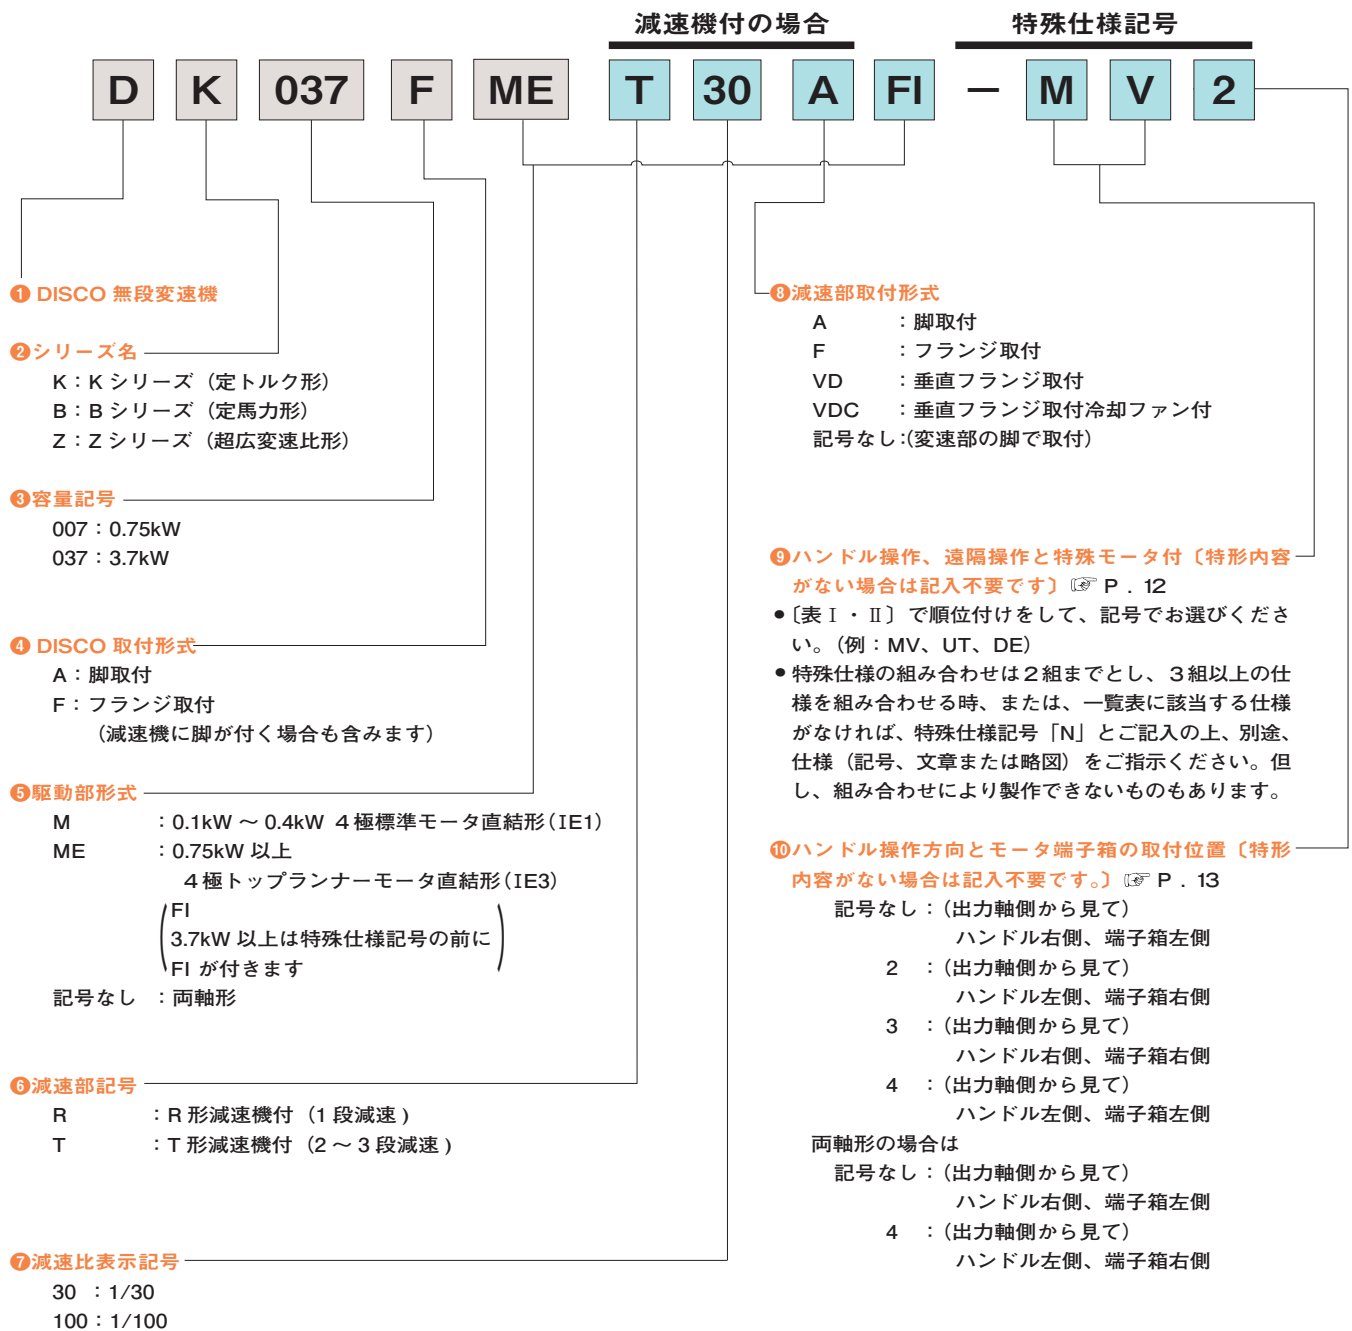 減速機付の場合 特殊仕様記号
D K 037 F ME T 30 A FI － M V 2
❶ DISCO 無段変速機
❷シリーズ名
K：K シリーズ（定トルク形）
B：B シリーズ（定馬力形）
Z：Z シリーズ（超広変速比形）
❸容量記号
007：0.75kW
037：3.7kW
❹ DISCO 取付形式
A：脚取付
F：フランジ取付
（減速機に脚が付く場合も含みます）
❺駆動部形式
M ：0.1kW ～ 0.4kW ４極標準モータ直結形（IE1）
ME ：0.75kW 以上
４極トップランナーモータ直結形（IE3）
FI
3.7kW 以上は特殊仕様記号の前に
FI が付きます
記号なし ：両軸形
❻減速部記号
R ：R 形減速機付（1 段減速 ）
T ：T 形減速機付（2 ～ 3 段減速 ）
❼減速比表示記号
30 ：1/30
100：1/100
❽減速部取付形式
A ：脚取付
F ：フランジ取付
VD ：垂直フランジ取付
VDC ：垂直フランジ取付冷却ファン付
記号なし：（変速部の脚で取付）
❾ハンドル操作、遠隔操作と特殊モータ付〔特形内容
がない場合は記入不要です〕☞ P．12
●〔表Ⅰ・Ⅱ〕で順位付けをして、記号でお選びくださ
い。（例：MV、UT、DE）
●特殊仕様の組み合わせは２組までとし、３組以上の仕
様を組み合わせる時、または、一覧表に該当する仕様
がなければ、特殊仕様記号「N」とご記入の上、別途、
仕様（記号、文章または略図）をご指示ください。但
し、組み合わせにより製作できないものもあります。
❿ハンドル操作方向とモータ端子箱の取付位置〔特形
内容がない場合は記入不要です。〕☞ P．13
記号なし：（出力軸側から見て）
ハンドル右側、端子箱左側
2 ：（出力軸側から見て）
ハンドル左側、端子箱右側
3 ：（出力軸側から見て）
ハンドル右側、端子箱右側
4 ：（出力軸側から見て）
ハンドル左側、端子箱左側
両軸形の場合は
記号なし：（出力軸側から見て）
ハンドル右側、端子箱左側
4 ：（出力軸側から見て）
ハンドル左側、端子箱右側